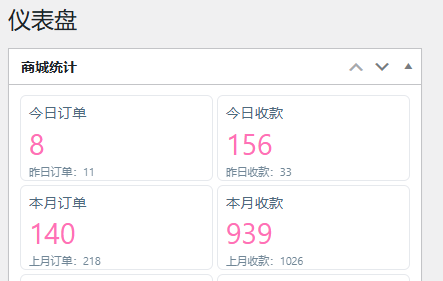 仪表盘
商城统计
今日订单
8
昨日订单：11
今日收款
156
昨日收款：33
本月订单
140
上月订单：218
本月收款
939
上月收款：1026